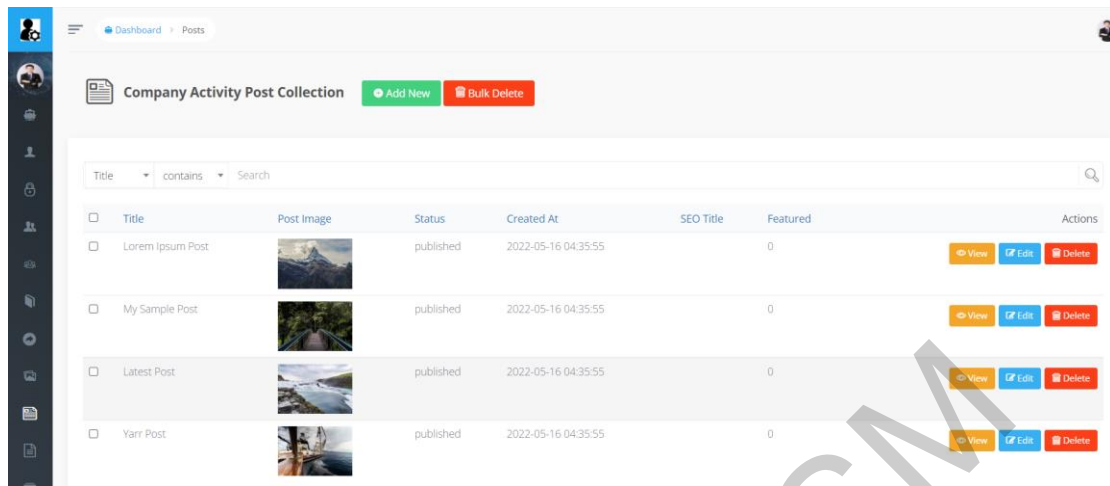 Dashboard > Posts
Company Activity Post Collection Add New Bulk Delete
Title contains Search
Title Post Image Status Created At SEO Title Featured Actions
Lorem Ipsum Post published 2022-05-16 04:35:55 0 View Edit Delete
My Sample Post published 2022-05-16 04:35:55 0 View Edit Delete
Latest Post published 2022-05-16 04:35:55 0 View Edit Delete
Yarr Post published 2022-05-16 04:35:55 0 View Edit Delete
CM